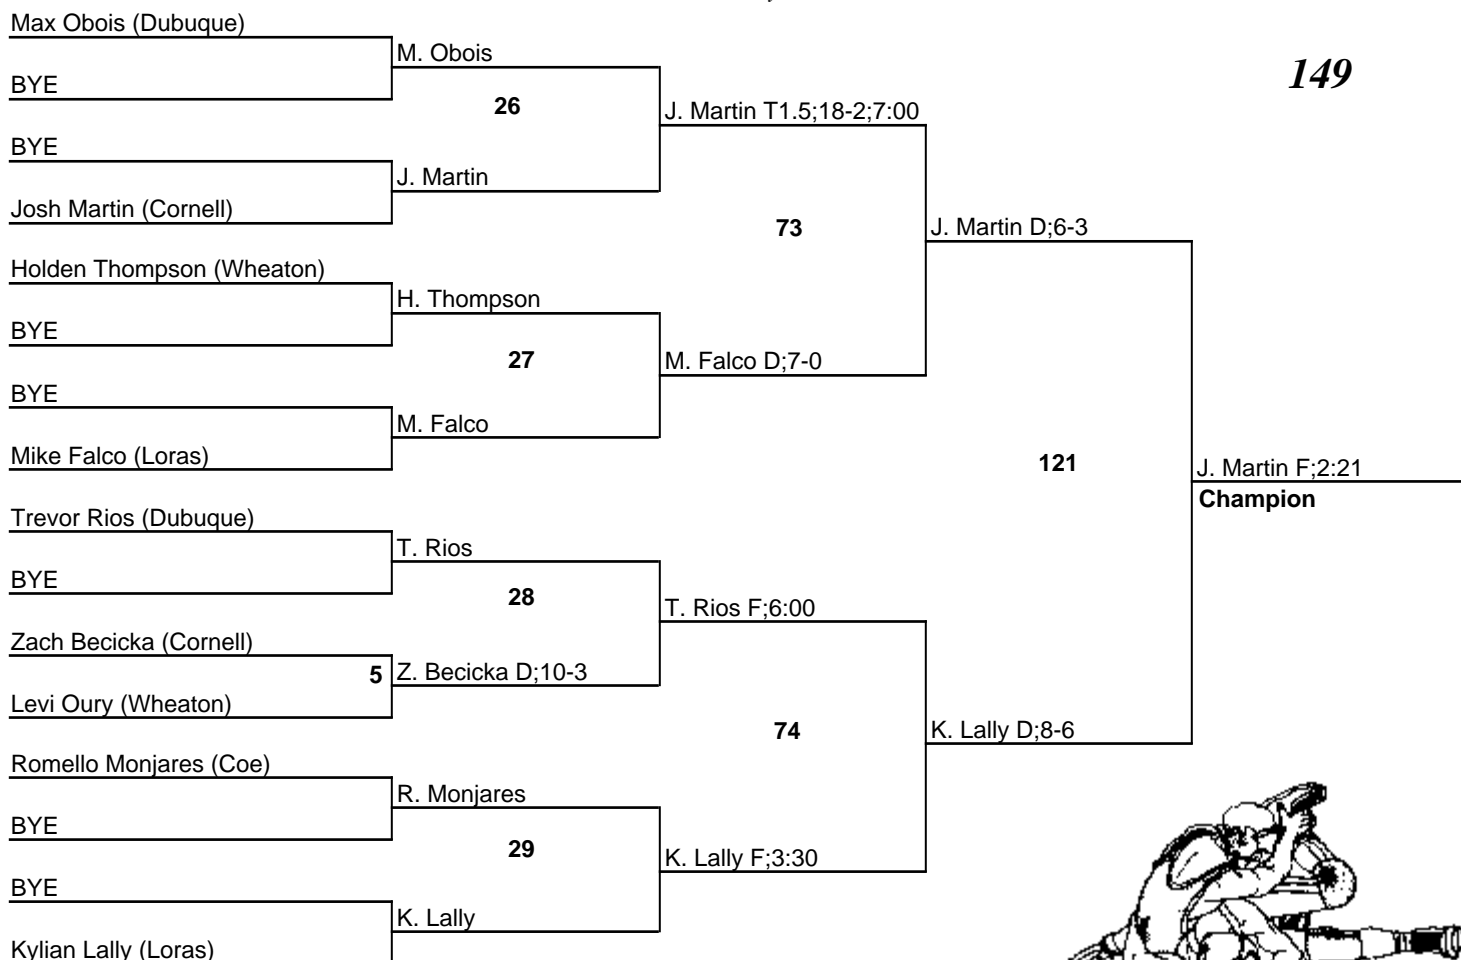 Max Obois (Dubuque)
BYE
BYE
Josh Martin (Cornell)
Holden Thompson (Wheaton)
BYE
BYE
Mike Falco (Loras)
Trevor Rios (Dubuque)
BYE
Zach Becicka (Cornell)
Levi Oury (Wheaton)
Romello Monjares (Coe)
BYE
BYE
Kylian Lally (Loras)
M. Obois
26
J. Martin
H. Thompson
27
M. Falco
T. Rios
28
5
Z. Becicka D;10-3
R. Monjares
29
K. Lally
J. Martin T1.5;18-2;7:00
73
M. Falco D;7-0
T. Rios F;6:00
74
K. Lally F;3:30
J. Martin D;6-3
121
K. Lally D;8-6
149
J. Martin F;2:21
Champion